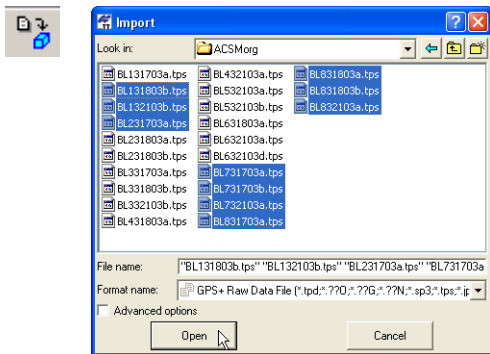 Import
Look in: ACSMorg
BL131703a.tps BL432103a.tps BL831803a.tps
BL131803b.tps BL532103a.tps BL831803b.tps
BL132103b.tps BL532103b.tps BL832103a.tps
BL231703a.tps BL631803a.tps
BL231803a.tps BL632103a.tps
BL231803b.tps BL632103d.tps
BL331703a.tps BL731703a.tps
BL331803b.tps BL731703b.tps
BL332103b.tps BL732103a.tps
BL431803a.tps BL831703a.tps
File name: "BL131803b.tps" "BL132103b.tps" "BL231703a.tps" "BL731703a
Format name: GPS+ Raw Data File (*.tpd;*.??O;*.??G;*.??N;*.sp3;*.tps;*.jp
Advanced options
Open Cancel